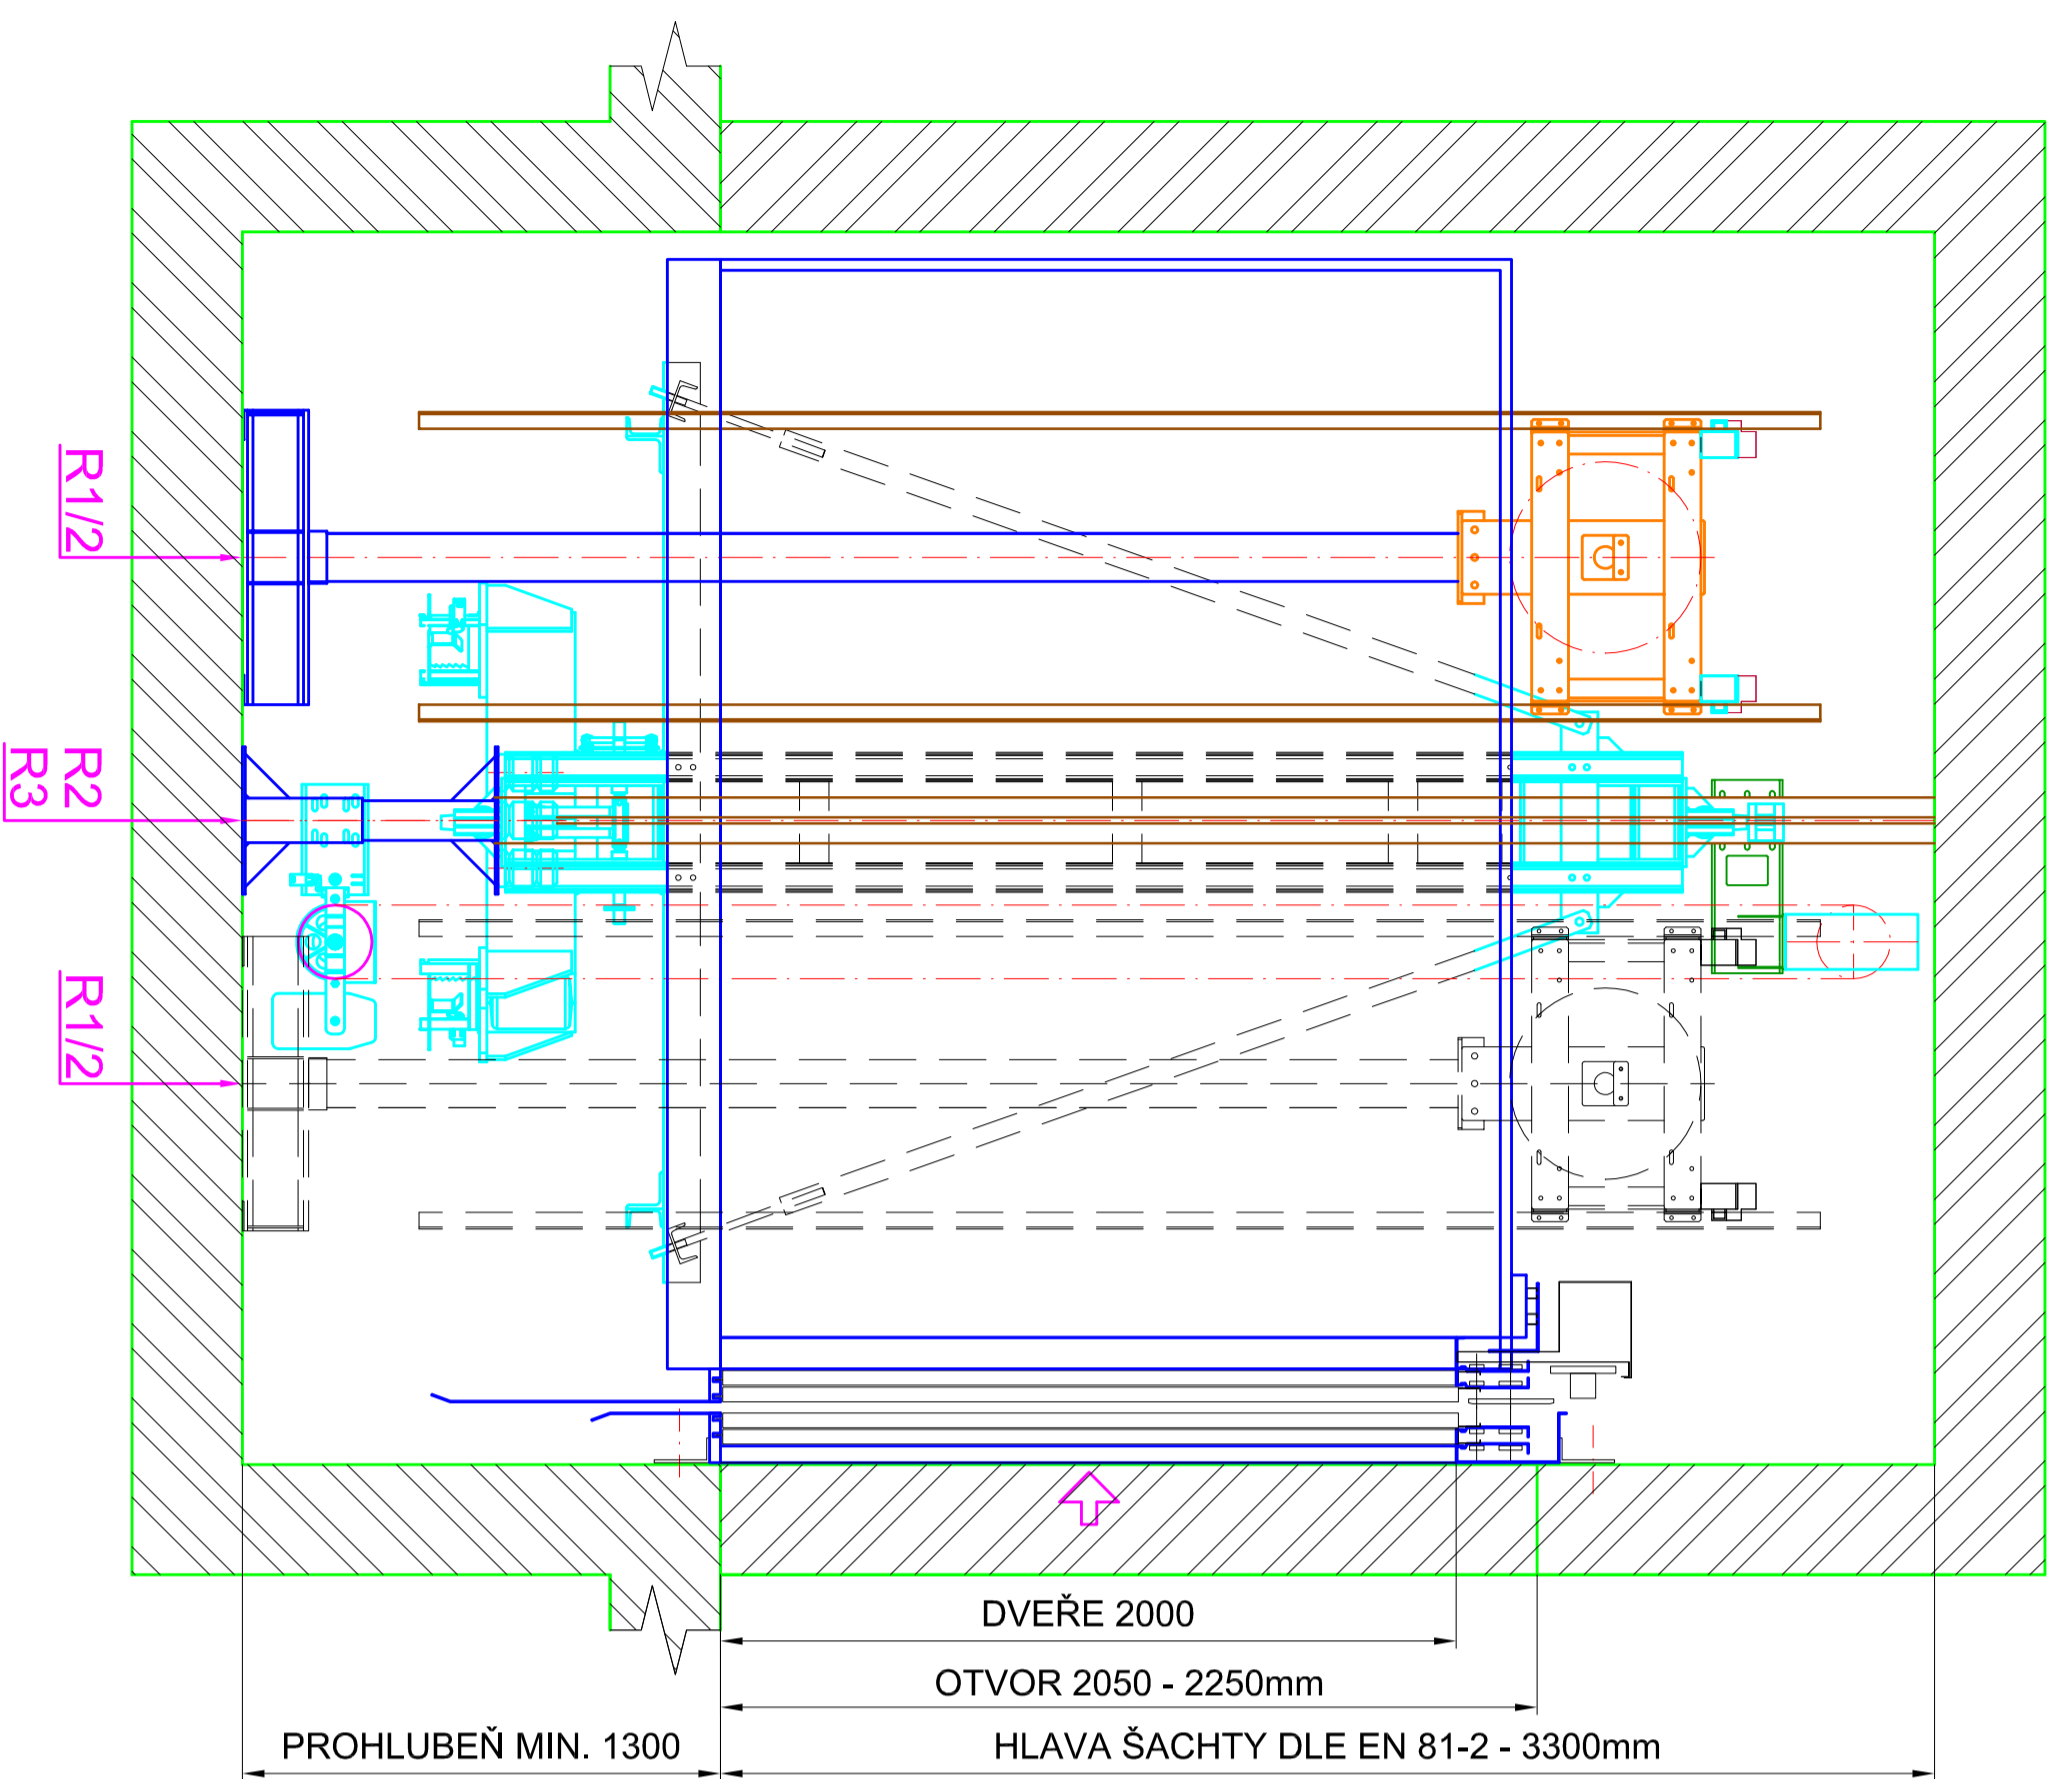 R1/2
R2
R3
R1/2
DVEŘE 2000
OTVOR 2050 - 2250mm
PROHLUBEŇ MIN. 1300
HLAVA ŠACHTY DLE EN 81-2 - 3300mm